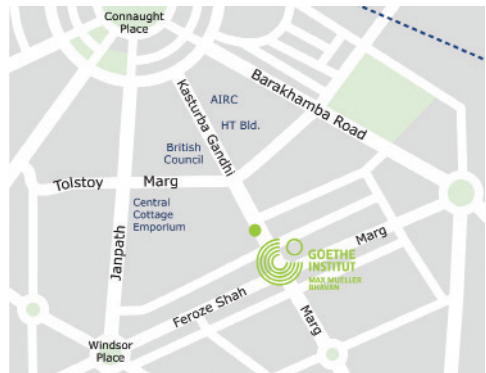 Connaught
Place
Kasturba Gandhi
AIRC
HT Bld.
Barakhamba Road
British
Council
Tolstoy Marg
Central
Cottage
Emporium
Janpath
GOETHE
INSTITUT
MAX MUELLER
BHAVAN
Feroze Shah Marg
Marg
Windsor
Place